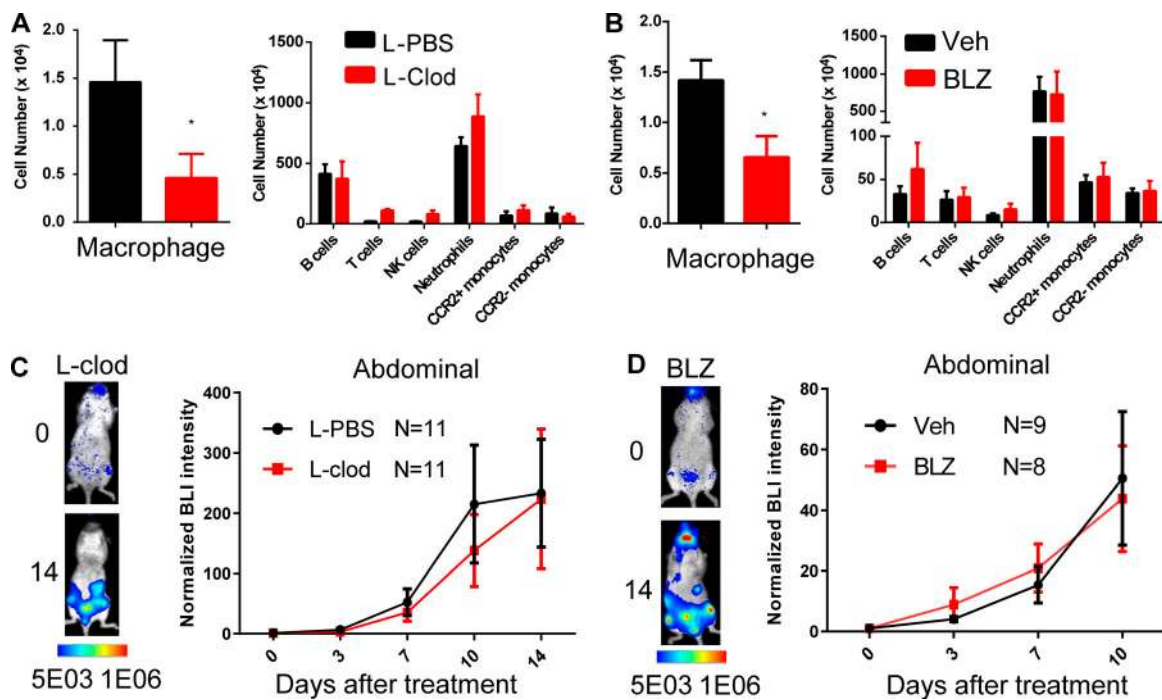 A
Cell Number (x 10⁴)
2.0
1.5
1.0
0.5
0.0
*
Macrophage
Cell Number (x 10⁴)
1500
1000
500
0
L-PBS
L-Clod
B cells
T cells
NK cells
Neutrophils
CCR2+ monocytes
CCR2- monocytes
B
Cell Number (x 10⁴)
2.0
1.5
1.0
0.5
0.0
*
Macrophage
Cell Number (x 10⁴)
1000
500
50
25
0
Veh
BLZ
B cells
T cells
NK cells
Neutrophils
CCR2+ monocytes
CCR2- monocytes
C
L-clod
0
14
5E03 1E06
Abdominal
Normalized BLI intensity
400
300
200
100
0
L-PBS N=11
L-clod N=11
0
3
7
10
14
Days after treatment
D
BLZ
0
14
5E03 1E06
Abdominal
Normalized BLI intensity
80
60
40
20
0
Veh N=9
BLZ N=8
0
3
7
10
Days after treatment